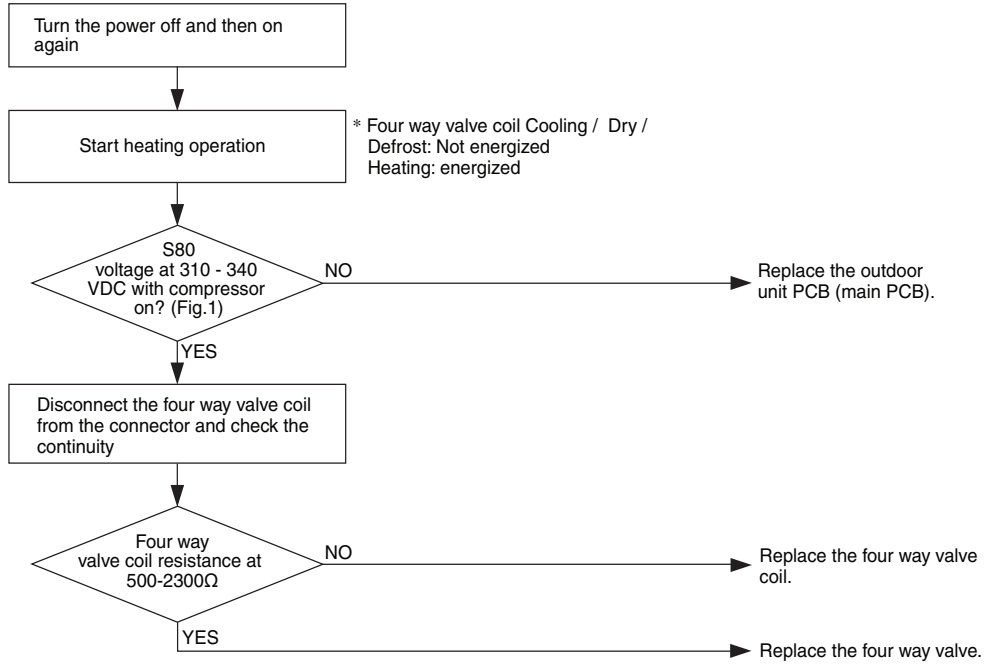 Turn the power off and then on
again
Start heating operation
* Four way valve coil Cooling / Dry /
Defrost: Not energized
Heating: energized
S80
voltage at 310 - 340
VDC with compressor
on? (Fig.1)
NO
Replace the outdoor
unit PCB (main PCB).
YES
Disconnect the four way valve coil
from the connector and check the
continuity
Four way
valve coil resistance at
500-2300Ω
NO
Replace the four way valve
coil.
YES
Replace the four way valve.